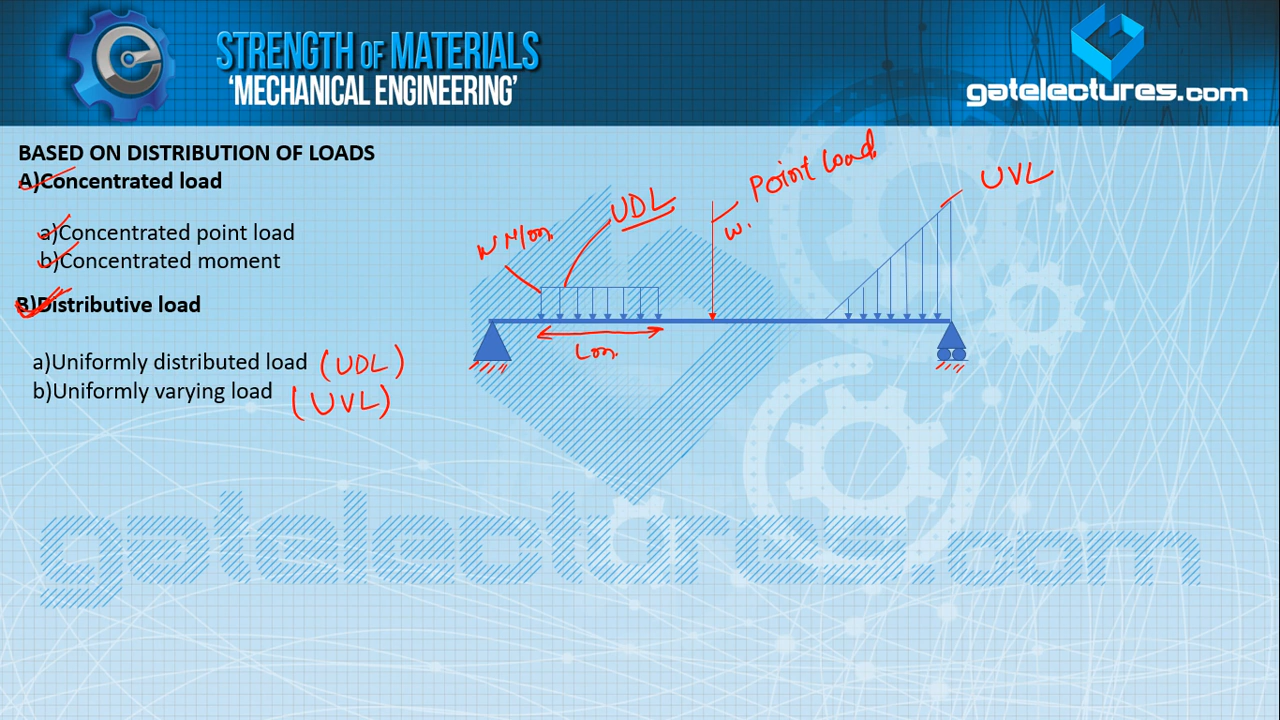 STRENGTH OF MATERIALS
'MECHANICAL ENGINEERING'
gatelectures.com
BASED ON DISTRIBUTION OF LOADS
A)Concentrated load
a)Concentrated point load
b)Concentrated moment
B)Distributive load
a)Uniformly distributed load (UDL)
b)Uniformly varying load (UVL)
UDL
Point load
W.
UVL
gatelectures.com